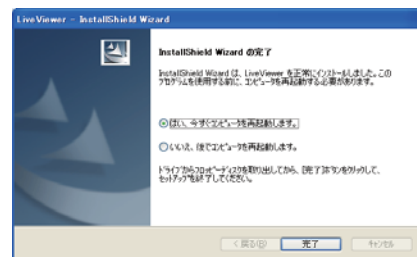 LiveViewer - InstallShield Wizard
InstallShield Wizard の完了
InstallShield Wizard は、LiveViewer を正常にインストールしました。この
プログラムを使用する前に、コンピュータを再起動する必要があります。
はい、今すぐコンピュータを再起動します。
いいえ、後でコンピュータを再起動します。
ドライブからフロッピーディスクを取り出してから、[完了]ボタンをクリックして、
セットアップを終了してください。
< 戻る(B)
完了
キャンセル